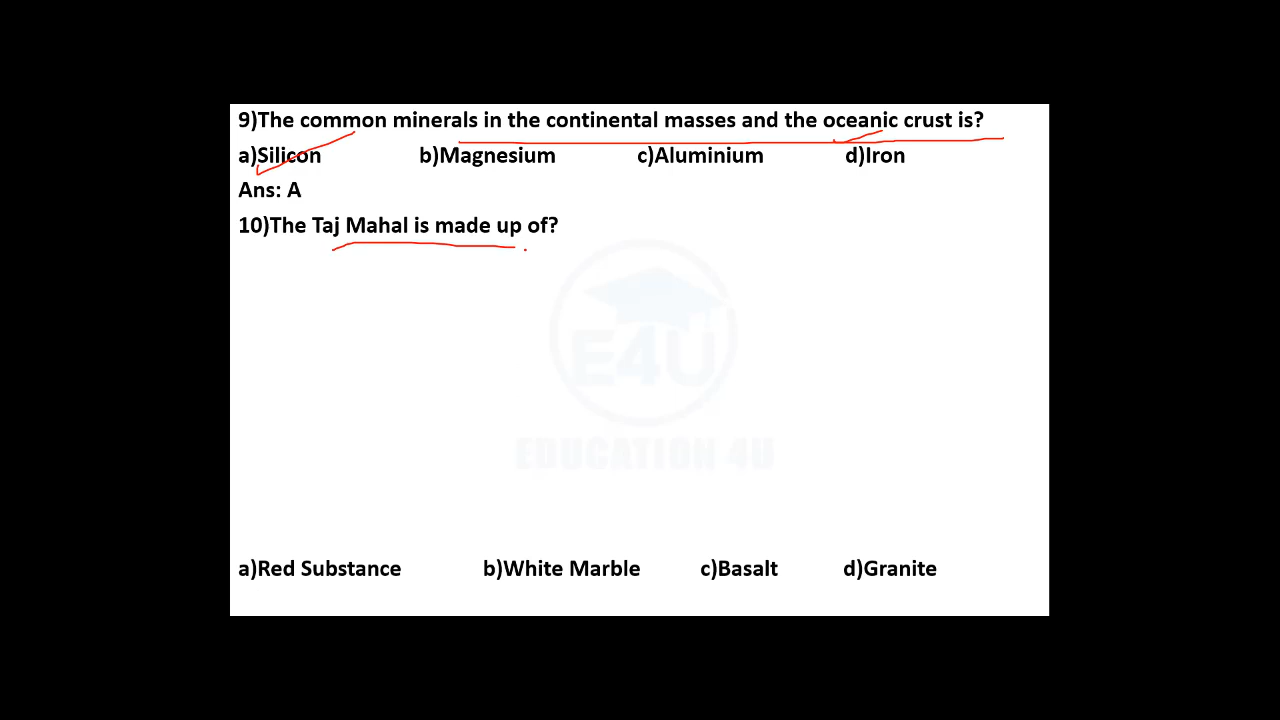 9)The common minerals in the continental masses and the oceanic crust is?
a)Silicon b)Magnesium c)Aluminium d)Iron
Ans: A
10)The Taj Mahal is made up of?
E4U
EDUCATION 4U
a)Red Substance b)White Marble c)Basalt d)Granite